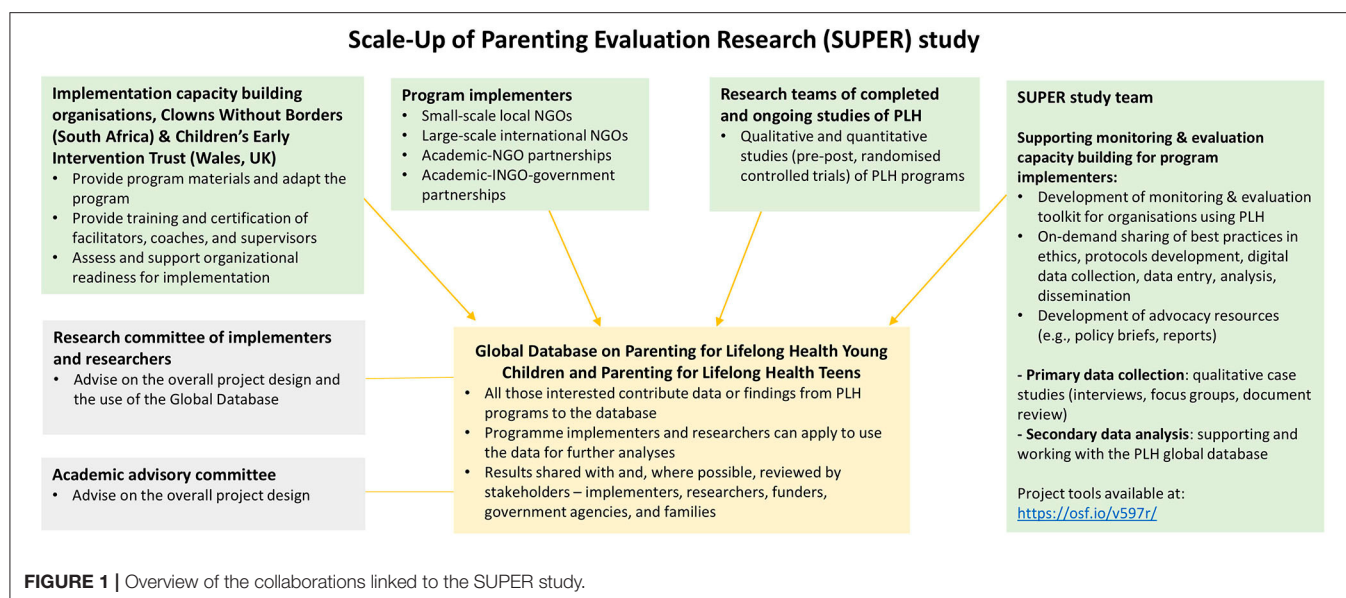 Scale-Up of Parenting Evaluation Research (SUPER) study
Implementation capacity building
organisations, Clowns Without Borders
(South Africa) & Children's Early
Intervention Trust (Wales, UK)
• Provide program materials and adapt the
program
• Provide training and certification of
facilitators, coaches, and supervisors
• Assess and support organizational
readiness for implementation
Program implementers
• Small-scale local NGOs
• Large-scale international NGOs
• Academic-NGO partnerships
• Academic-INGO-government
partnerships
Research teams of completed
and ongoing studies of PLH
• Qualitative and quantitative
studies (pre-post, randomised
controlled trials) of PLH programs
SUPER study team
Supporting monitoring & evaluation
capacity building for program
implementers:
• Development of monitoring & evaluation
toolkit for organisations using PLH
• On-demand sharing of best practices in
ethics, protocols development, digital
data collection, data entry, analysis,
dissemination
• Development of advocacy resources
(e.g., policy briefs, reports)
- Primary data collection: qualitative case
studies (interviews, focus groups, document
review)
- Secondary data analysis: supporting and
working with the PLH global database
Project tools available at:
https://osf.io/v597r/
Research committee of implementers
and researchers
• Advise on the overall project design and
the use of the Global Database
Academic advisory committee
• Advise on the overall project design
Global Database on Parenting for Lifelong Health Young
Children and Parenting for Lifelong Health Teens
• All those interested contribute data or findings from PLH
programs to the database
• Programme implementers and researchers can apply to use
the data for further analyses
• Results shared with and, where possible, reviewed by
stakeholders – implementers, researchers, funders,
government agencies, and families
FIGURE 1 | Overview of the collaborations linked to the SUPER study.